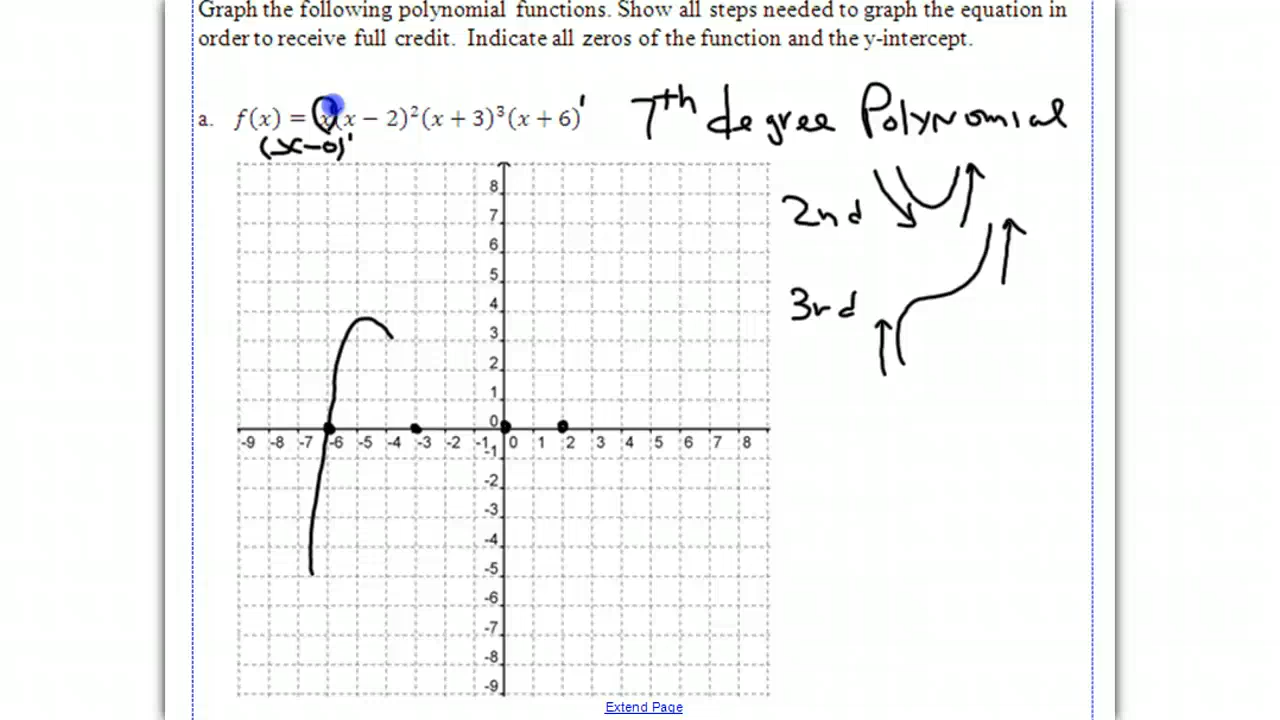 Graph the following polynomial functions. Show all steps needed to graph the equation in
order to receive full credit. Indicate all zeros of the function and the y-intercept.
a. f(x) = x(x − 2)²(x + 3)³(x + 6)¹ 7th degree Polynomial
(x-0)¹
2nd
3rd
8
7
6
5
4
3
2
1
0
-9 -8 -7 -6 -5 -4 -3 -2 -1 0 1 2 3 4 5 6 7 8
-1
-2
-3
-4
-5
-6
-7
-8
-9
Extend Page